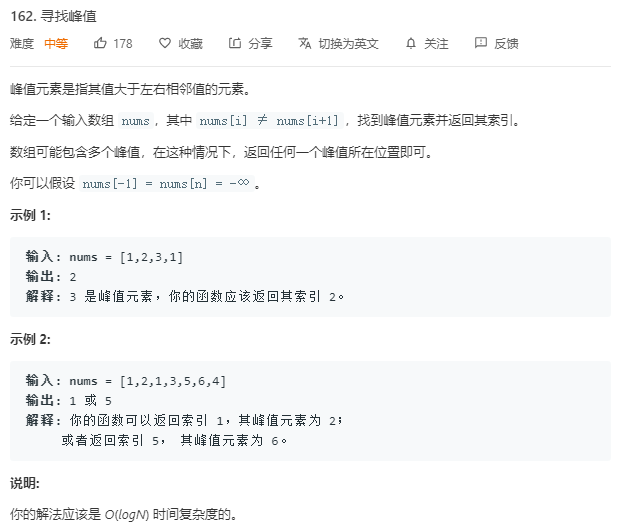 162. 寻找峰值
难度 中等 178 收藏 分享 切换为英文 关注 反馈
峰值元素是指其值大于左右相邻值的元素。
给定一个输入数组 nums，其中 nums[i] ≠ nums[i+1]，找到峰值元素并返回其索引。
数组可能包含多个峰值，在这种情况下，返回任何一个峰值所在位置即可。
你可以假设 nums[-1] = nums[n] = -∞。
示例 1:
输入: nums = [1,2,3,1]
输出: 2
解释: 3 是峰值元素，你的函数应该返回其索引 2。
示例 2:
输入: nums = [1,2,1,3,5,6,4]
输出: 1 或 5
解释: 你的函数可以返回索引 1，其峰值元素为 2；
或者返回索引 5， 其峰值元素为 6。
说明:
你的解法应该是 O(logN) 时间复杂度的。